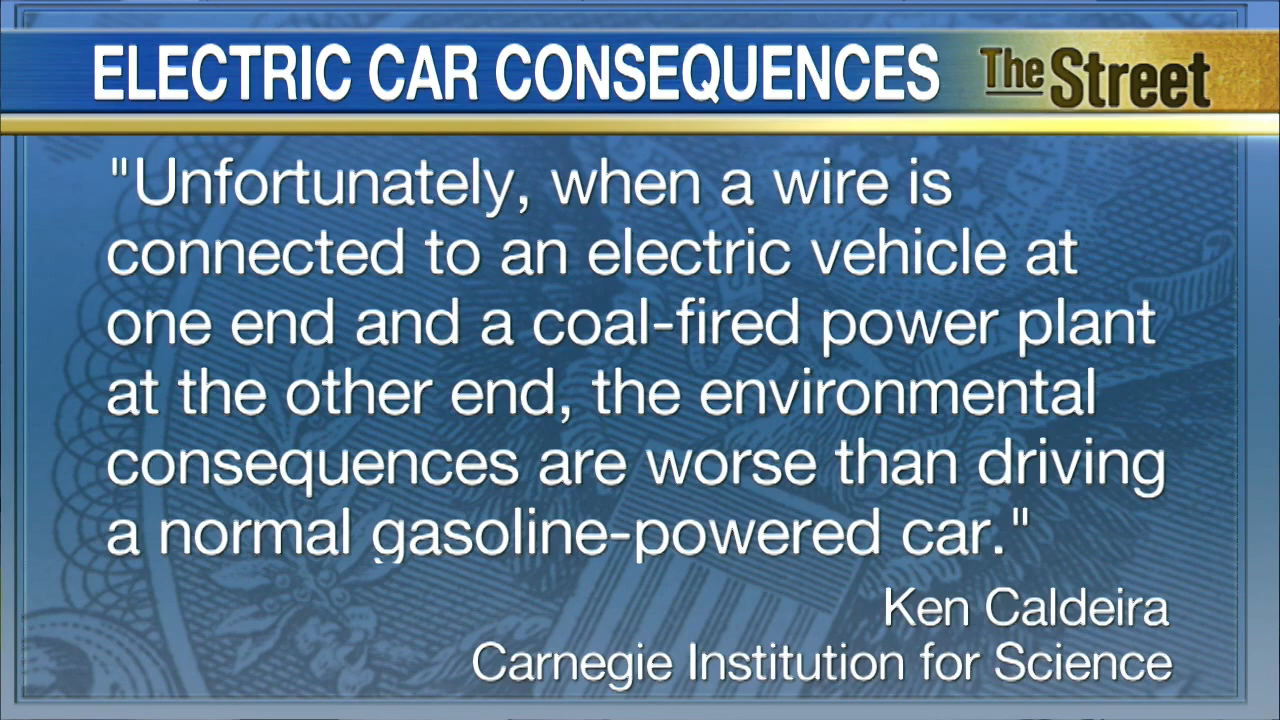 ELECTRIC CAR CONSEQUENCES
The Street
"Unfortunately, when a wire is
connected to an electric vehicle at
one end and a coal-fired power plant
at the other end, the environmental
consequences are worse than driving
a normal gasoline-powered car."
Ken Caldeira
Carnegie Institution for Science